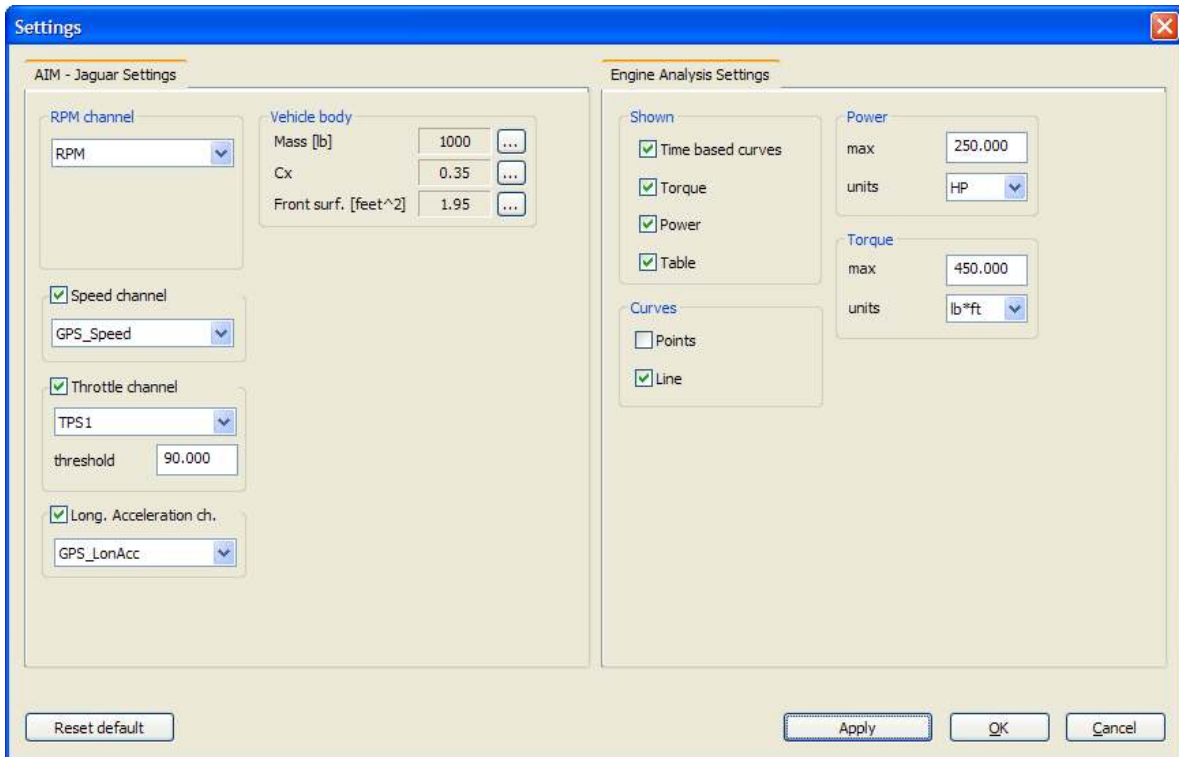 Settings
AIM - Jaguar Settings
RPM channel
RPM
Vehicle body
Mass [lb] 1000 ...
Cx 0.35 ...
Front surf. [feet^2] 1.95 ...
Speed channel
GPS_Speed
Throttle channel
TPS1
threshold 90.000
Long. Acceleration ch.
GPS_LonAcc
Engine Analysis Settings
Shown
Time based curves
Torque
Power
Table
Curves
Points
Line
Power
max 250.000
units HP
Torque
max 450.000
units lb*ft
Reset default
Apply
OK
Cancel